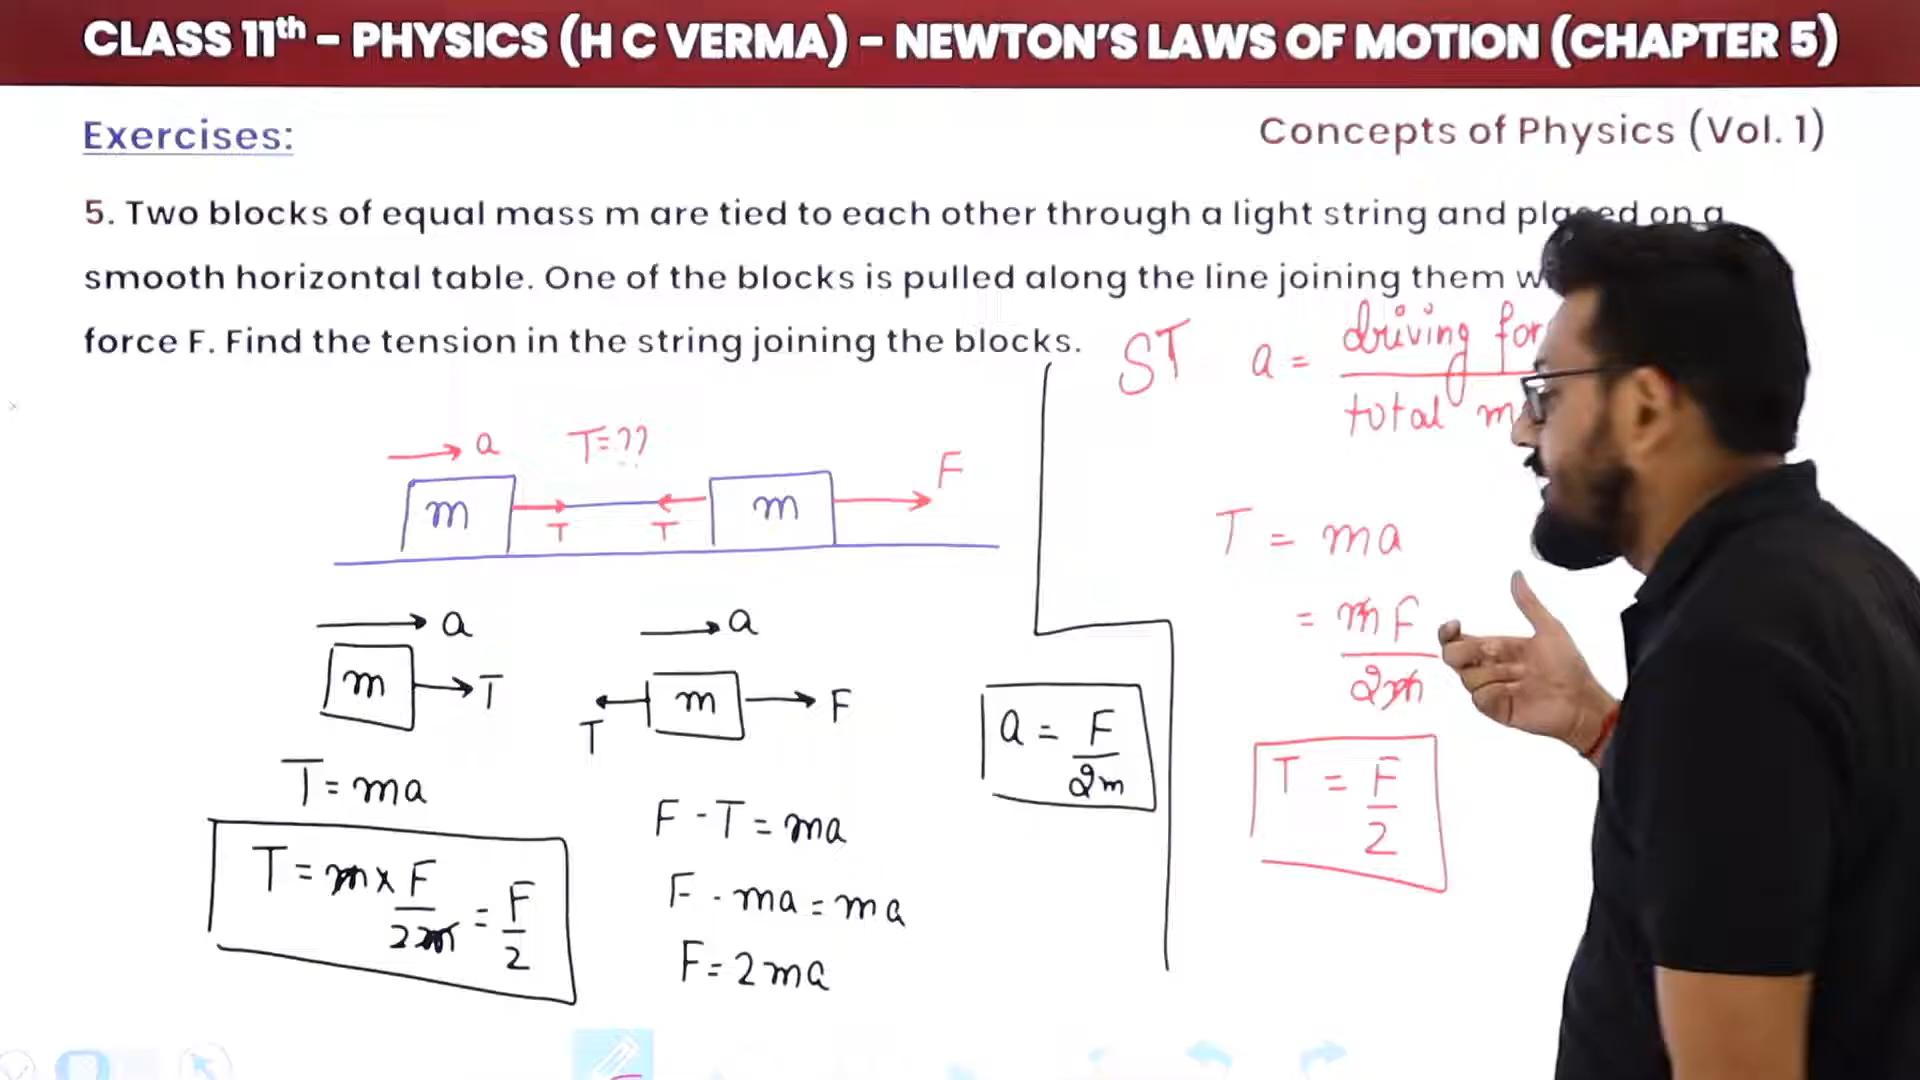 CLASS 11th – PHYSICS (H C VERMA) – NEWTON'S LAWS OF MOTION (CHAPTER 5)
Exercises:
Concepts of Physics (Vol. 1)
5. Two blocks of equal mass m are tied to each other through a light string and placed on a
smooth horizontal table. One of the blocks is pulled along the line joining them
force F. Find the tension in the string joining the blocks.
a
T=??
m
T
T
m
F
a
m
T
T=ma
T = m x F/2m = F/2
a
T
m
F
F - T = ma
F - ma = ma
F = 2ma
a = F/2m
ST a = driving / total
T = ma
= mF/2m
T = F/2